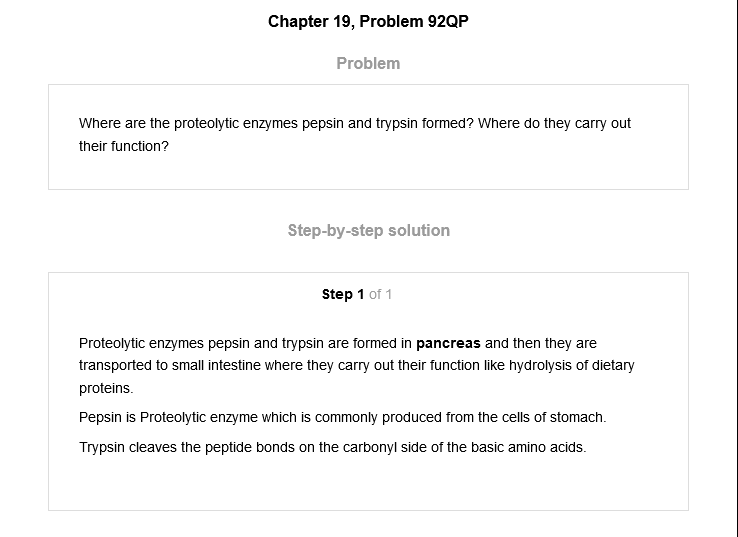 Chapter 19, Problem 92QP
Problem
Where are the proteolytic enzymes pepsin and trypsin formed? Where do they carry out
their function?
Step-by-step solution
Step 1 of 1
Proteolytic enzymes pepsin and trypsin are formed in pancreas and then they are
transported to small intestine where they carry out their function like hydrolysis of dietary
proteins.
Pepsin is Proteolytic enzyme which is commonly produced from the cells of stomach.
Trypsin cleaves the peptide bonds on the carbonyl side of the basic amino acids.